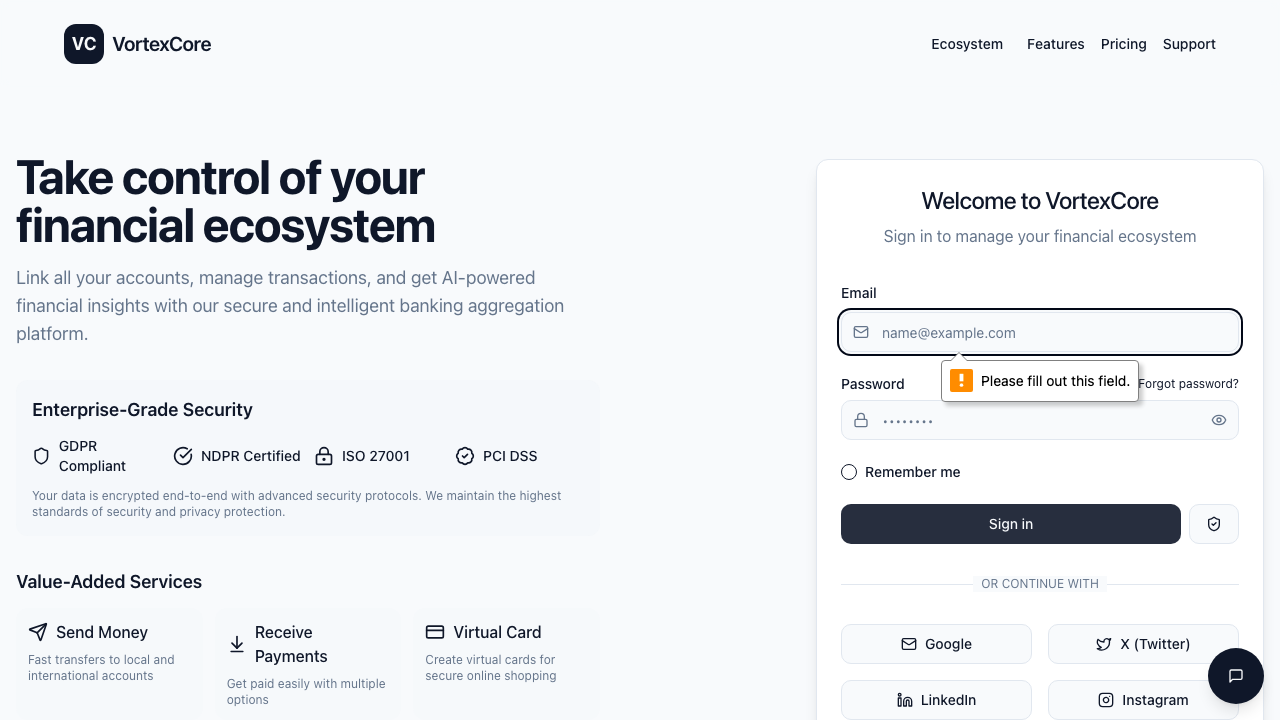 VC VortexCore
Ecosystem Features Pricing Support
Take control of your
financial ecosystem
Link all your accounts, manage transactions, and get AI-powered
financial insights with our secure and intelligent banking aggregation
platform.
Enterprise-Grade Security
GDPR
Compliant
NDPR Certified
ISO 27001
PCI DSS
Your data is encrypted end-to-end with advanced security protocols. We maintain the highest
standards of security and privacy protection.
Value-Added Services
Send Money
Fast transfers to local and
international accounts
Receive
Payments
Get paid easily with multiple
options
Virtual Card
Create virtual cards for
secure online shopping
Welcome to VortexCore
Sign in to manage your financial ecosystem
Email
name@example.com
Please fill out this field.
Password
Forgot password?
••••••••
Remember me
Sign in
OR CONTINUE WITH
Google
X (Twitter)
LinkedIn
Instagram